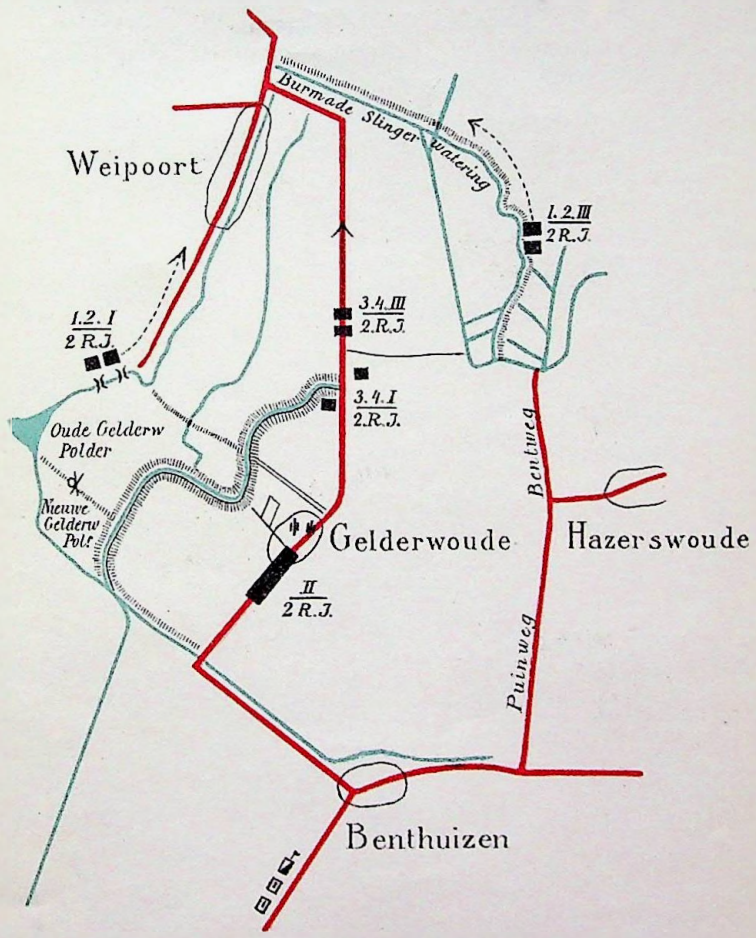 Burmade Slinger watering
Weipoort
1.2.III
2 R.J.
3.4.III
2.R.J.
1.2.I
2 R.J.
3.4.I
2.R.J.
Oude Gelderw
Polder
Nieuwe
Gelderw
Pol.
Bentweg
Gelderwoude
Hazerswoude
II
2 R.J.
Puinweg
Benthuizen